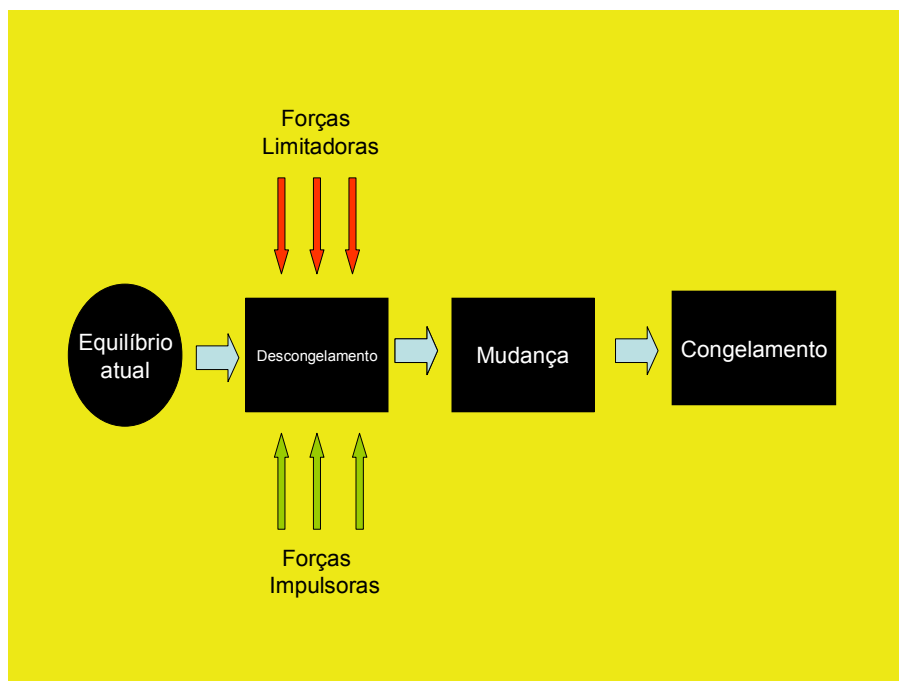 Forças
Limitadoras
Equilíbrio
atual
Descongelamento
Mudança
Congelamento
Forças
Impulsoras